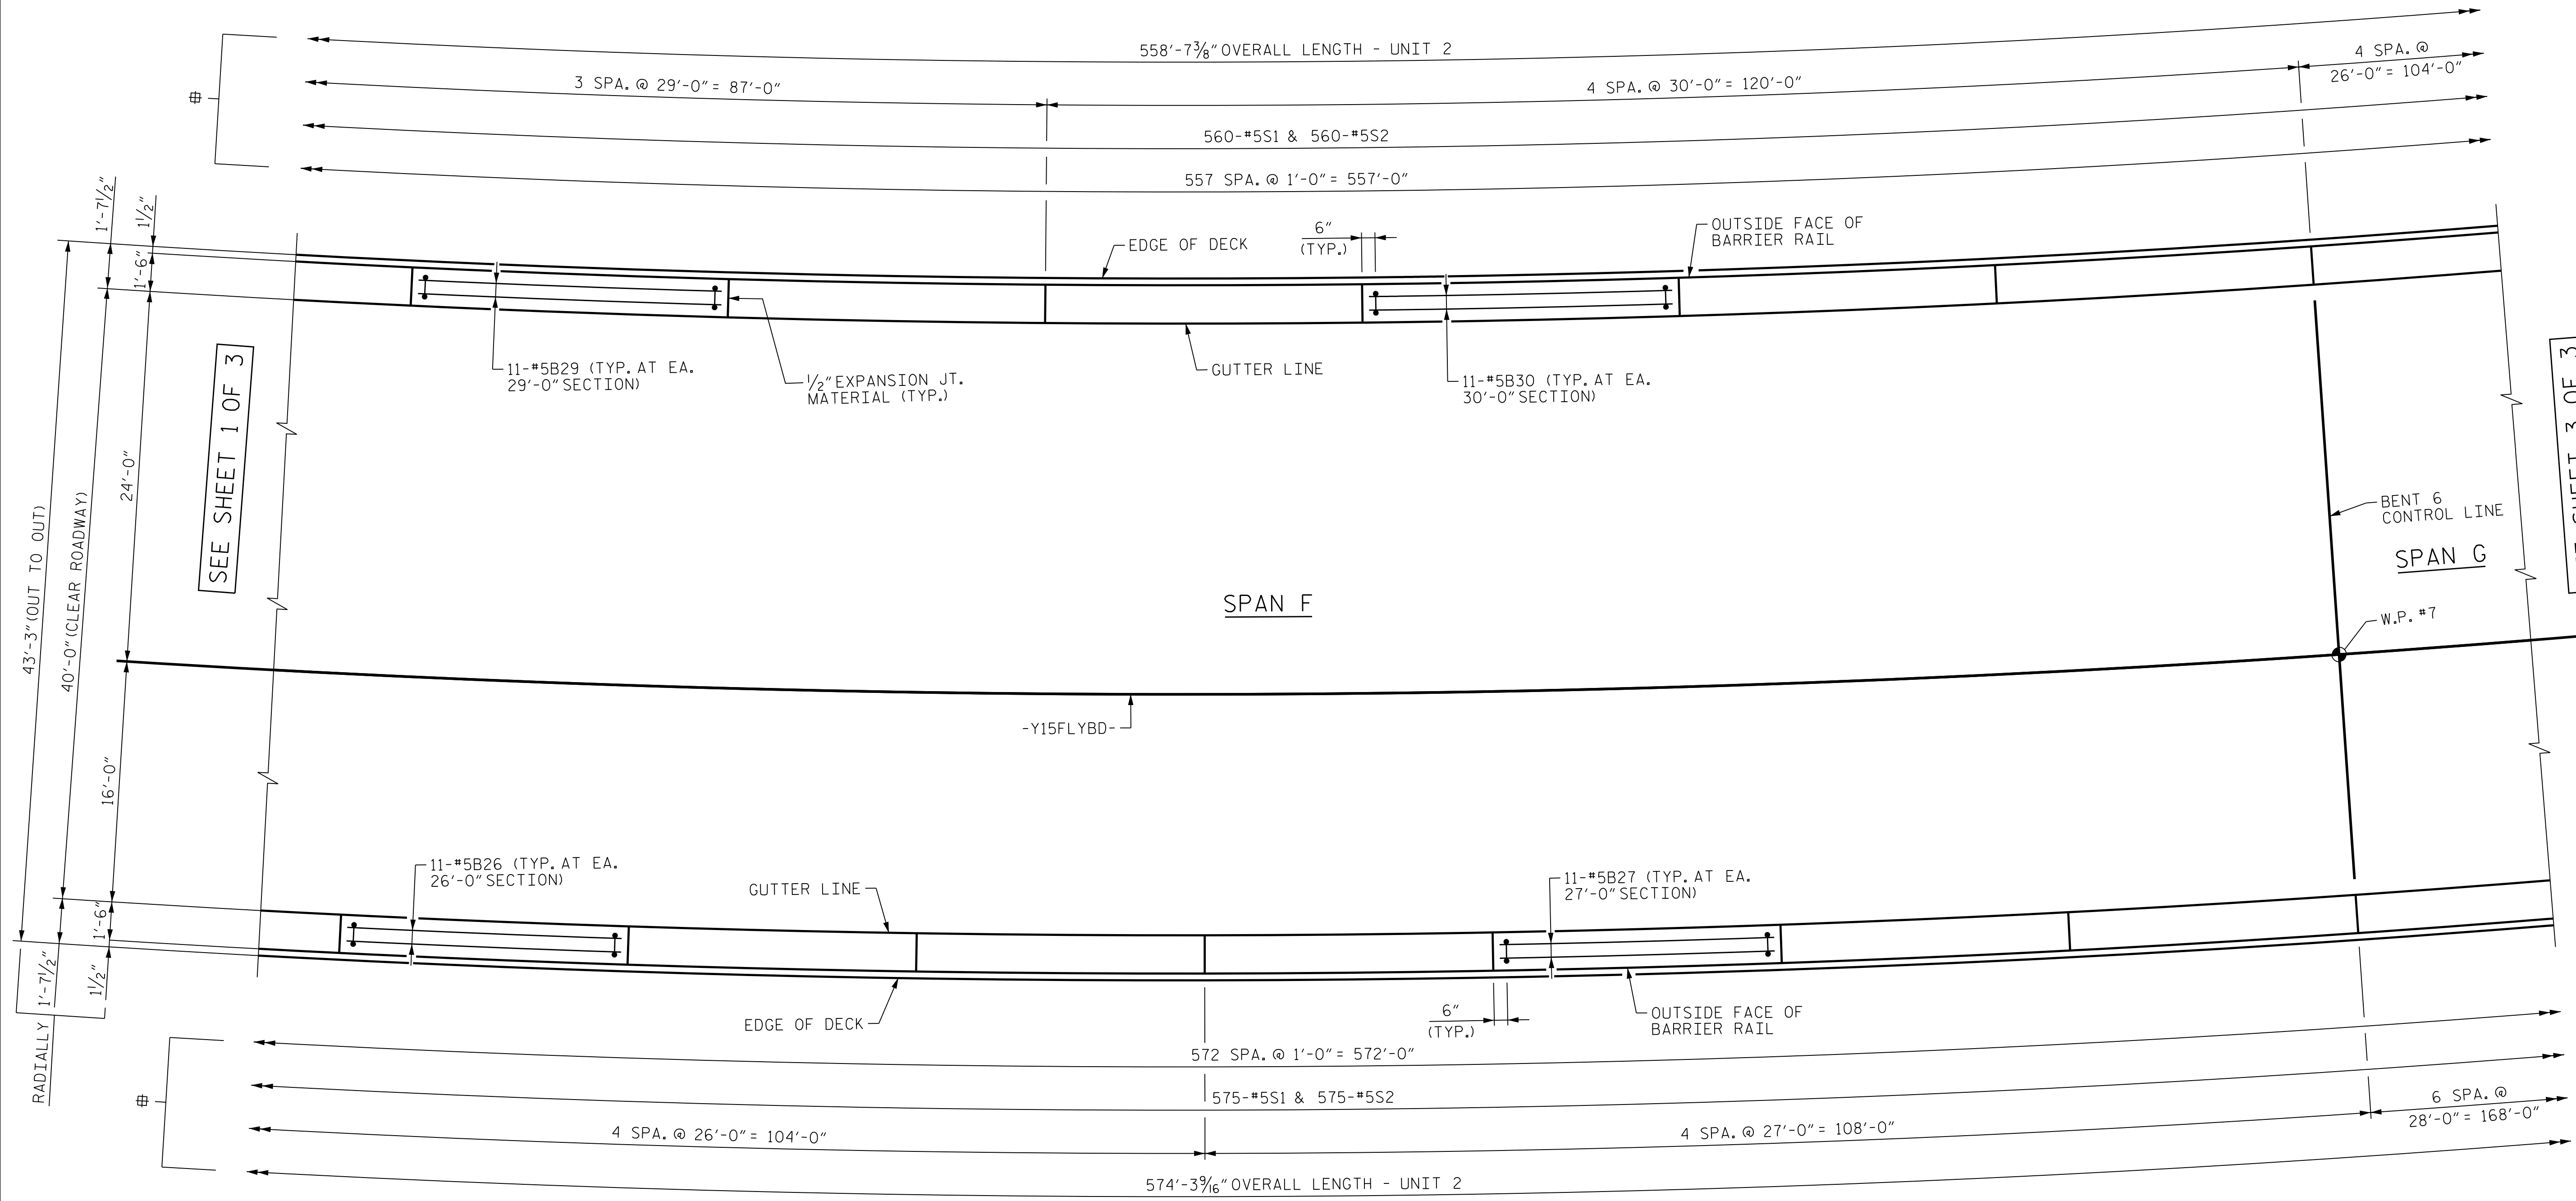 558'-7⅜" OVERALL LENGTH - UNIT 2
3 SPA. @ 29'-0" = 87'-0"
4 SPA. @ 30'-0" = 120'-0"
4 SPA. @
26'-0" = 104'-0"
560-#5S1 & 560-#5S2
557 SPA. @ 1'-0" = 557'-0"
1'-7½"
1½"
1'-6"
EDGE OF DECK
6"
(TYP.)
OUTSIDE FACE OF
BARRIER RAIL
11-#5B29 (TYP. AT EA.
29'-0" SECTION)
½" EXPANSION JT.
MATERIAL (TYP.)
GUTTER LINE
11-#5B30 (TYP. AT EA.
30'-0" SECTION)
SEE SHEET 1 OF 3
43'-3" (OUT TO OUT)
40'-0" (CLEAR ROADWAY)
24'-0"
16'-0"
BENT 6
CONTROL LINE
SPAN G
SPAN F
W.P. #7
-Y15FLYBD-
11-#5B26 (TYP. AT EA.
26'-0" SECTION)
GUTTER LINE
11-#5B27 (TYP. AT EA.
27'-0" SECTION)
1'-6"
1½"
RADIALLY 1'-7½"
EDGE OF DECK
6"
(TYP.)
OUTSIDE FACE OF
BARRIER RAIL
572 SPA. @ 1'-0" = 572'-0"
575-#5S1 & 575-#5S2
4 SPA. @ 26'-0" = 104'-0"
4 SPA. @ 27'-0" = 108'-0"
6 SPA. @
28'-0" = 168'-0"
574'-3⁹⁄₁₆" OVERALL LENGTH - UNIT 2